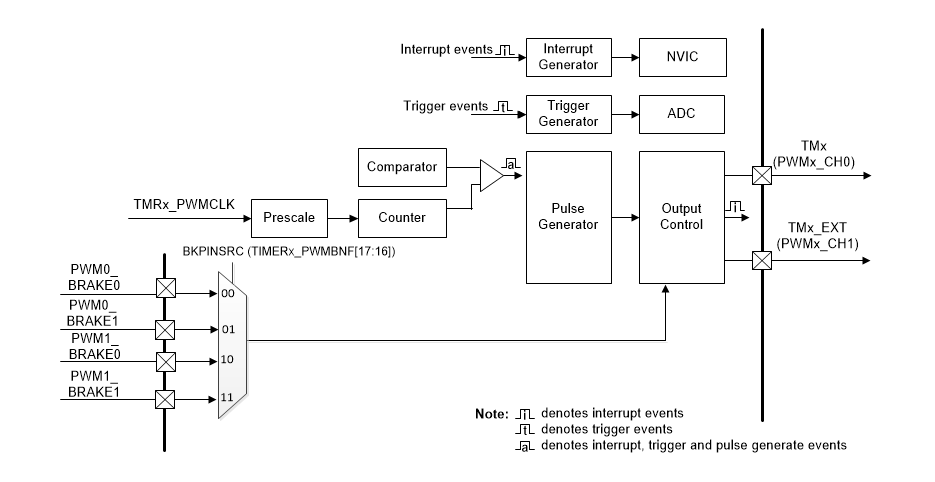 Interrupt events i
Interrupt
Generator
NVIC
Trigger events t
Trigger
Generator
ADC
Comparator
a
TMRx_PWMCLK
Prescale
Counter
Pulse
Generator
Output
Control
i
TMx
(PWMx_CH0)
TMx_EXT
(PWMx_CH1)
BKPINSRC (TIMERx_PWMBNF[17:16])
PWM0_
BRAKE0
00
PWM0_
BRAKE1
01
PWM1_
BRAKE0
10
PWM1_
BRAKE1
11
Note: i denotes interrupt events
t denotes trigger events
a denotes interrupt, trigger and pulse generate events